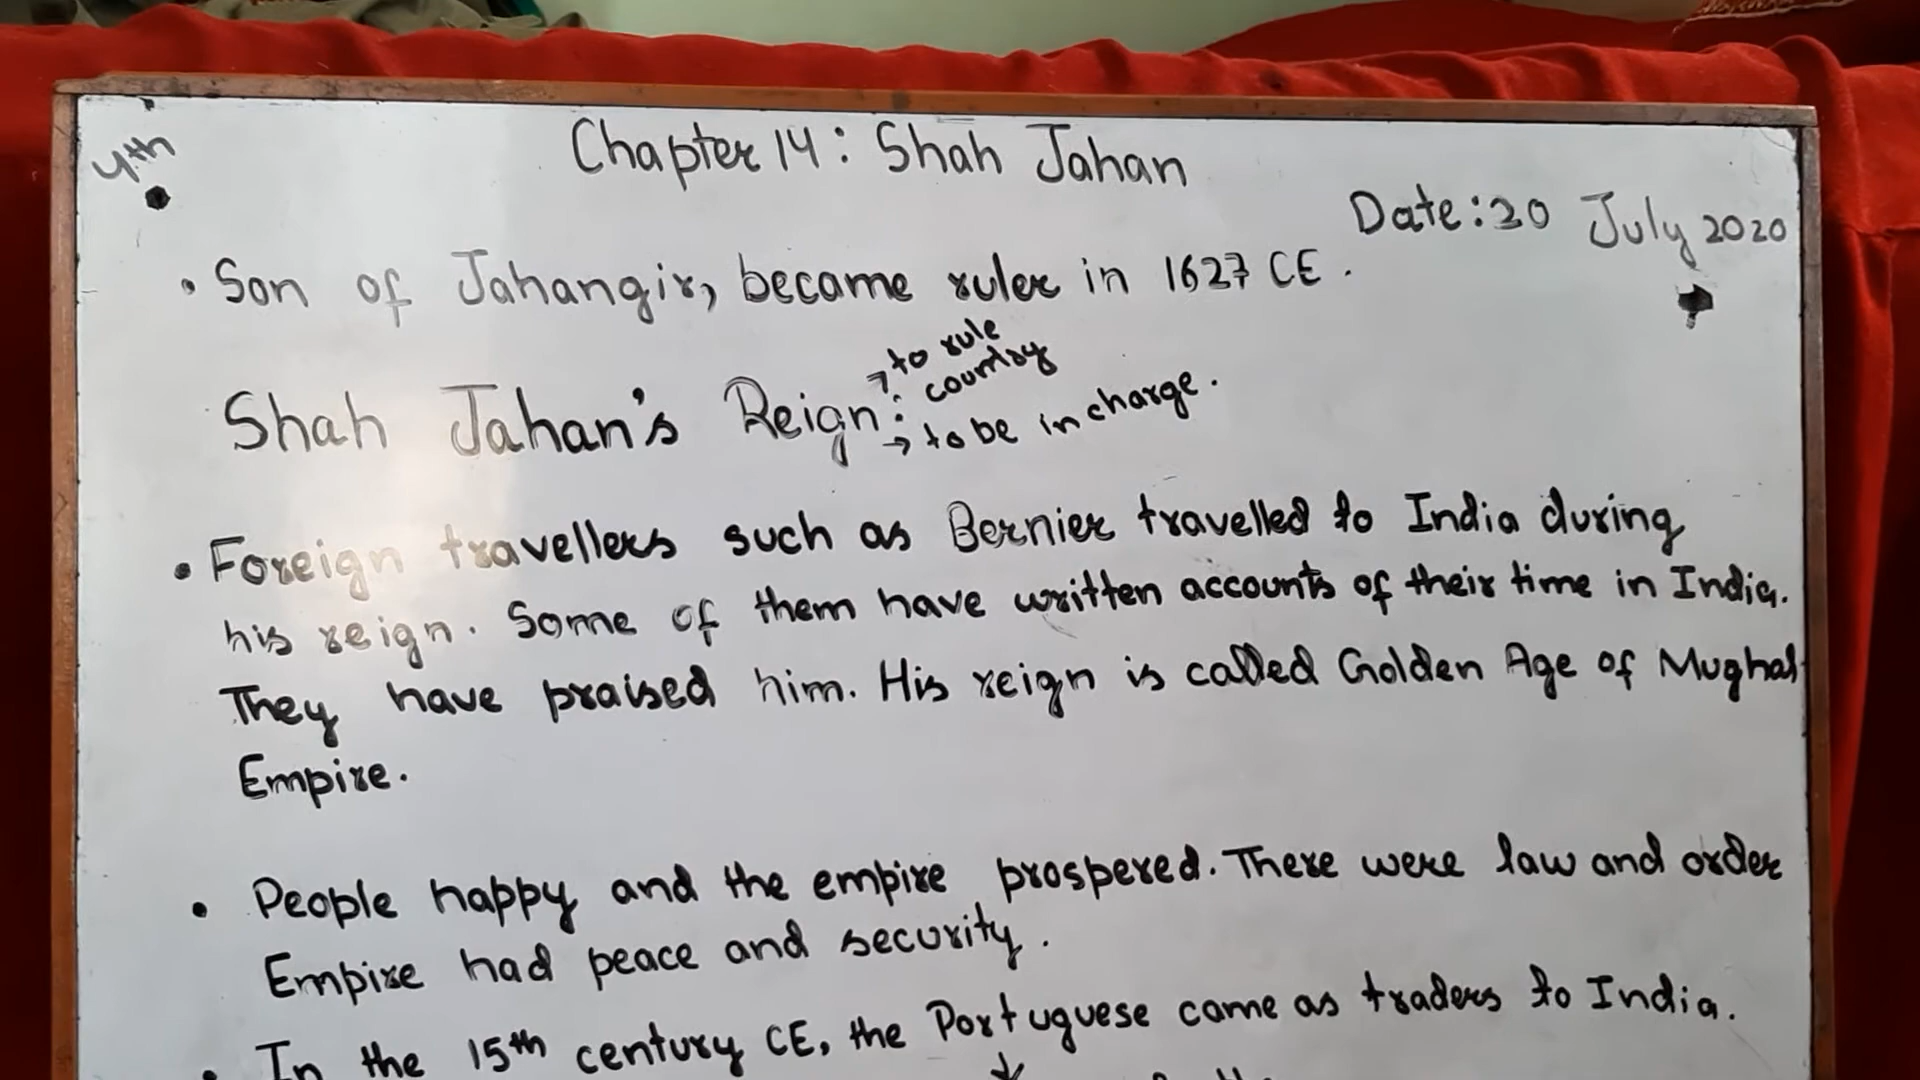 4th
Chapter 14: Shah Jahan
Date: 20 July 2020
• Son of Jahangir, became ruler in 1627 CE.
→ to rule
country
Shah Jahan's Reign:
→ to be in charge.
• Foreign travellers such as Bernier travelled to India during
his reign. Some of them have written accounts of their time in India.
They have praised him. His reign is called Golden Age of Mughal
Empire.
• People happy and the empire prospered. There were law and order
Empire had peace and security.
• In the 15th century CE, the Portuguese came as traders to India.